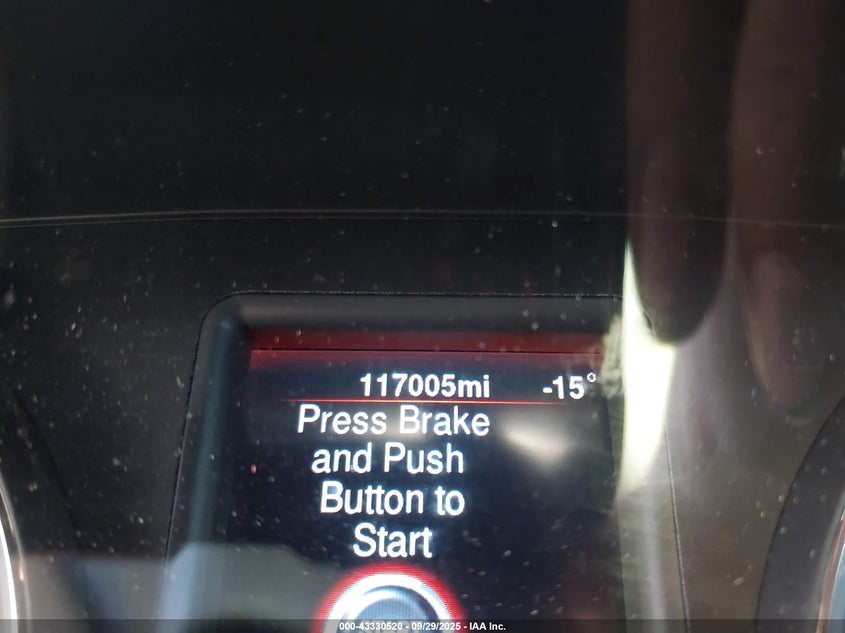 117005mi -15°
Press Brake
and Push
Button to
Start
000-43330520 - 09/29/2025 - IAA Inc.